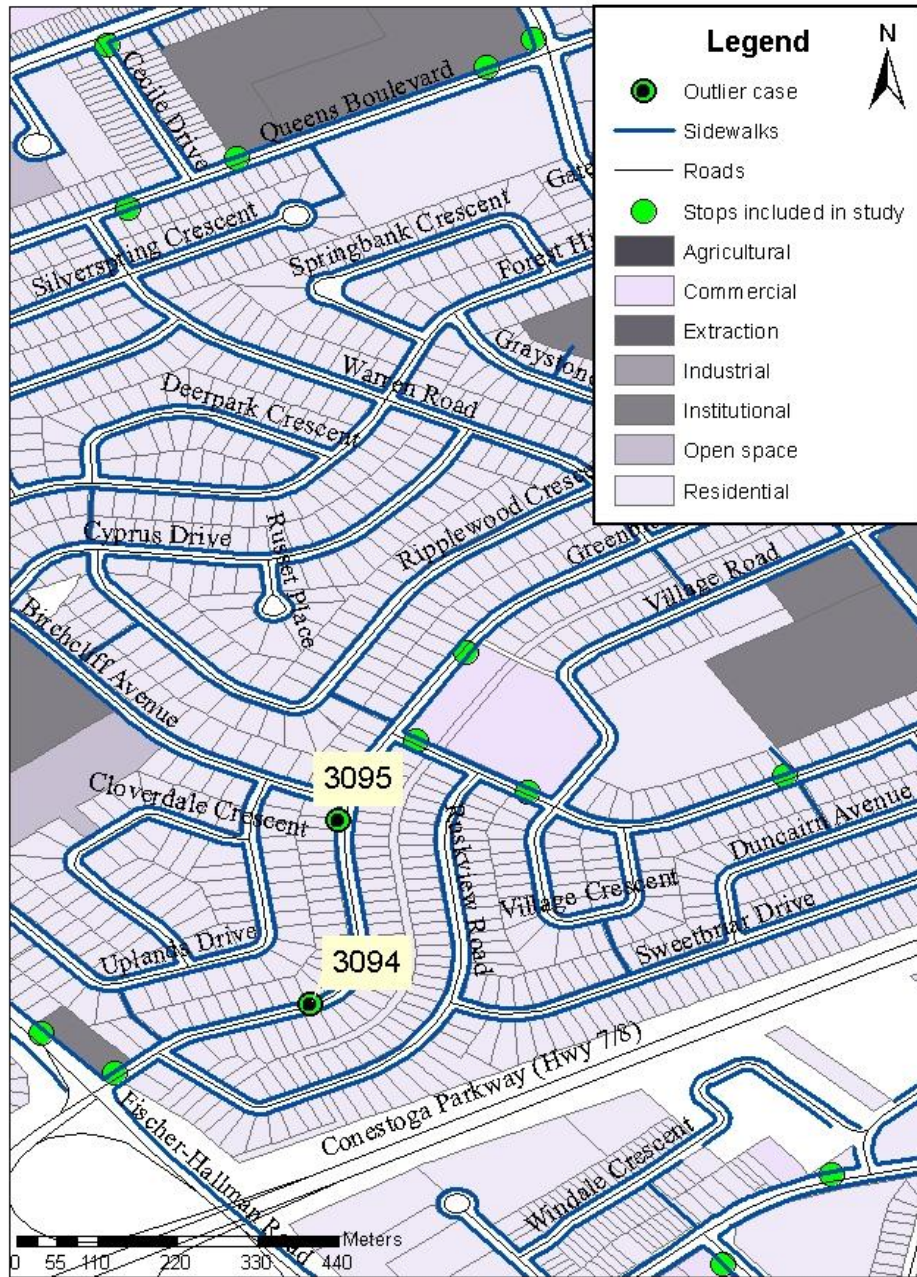 Legend
N
Outlier case
Sidewalks
Roads
Stops included in study
Agricultural
Commercial
Extraction
Industrial
Institutional
Open space
Residential
Cecile Drive
Queens Boulevard
Silverspring Crescent
Springbank Crescent
Gate
Forest Hi
Graystone
Warren Road
Deerpark Crescent
Cyprus Drive
Russet Place
Ripplewood Cresce
Village Road
Birchcliff Avenue
3095
Cloverdale Crescent
Ruskview Road
Duncairn Avenue
Village Crescent
Sweetbriar Drive
Uplands Drive
3094
Conestoga Parkway (Hwy 7/8)
Fischer-Hallman Road
Windale Crescent
Meters
0 55 110 220 330 440